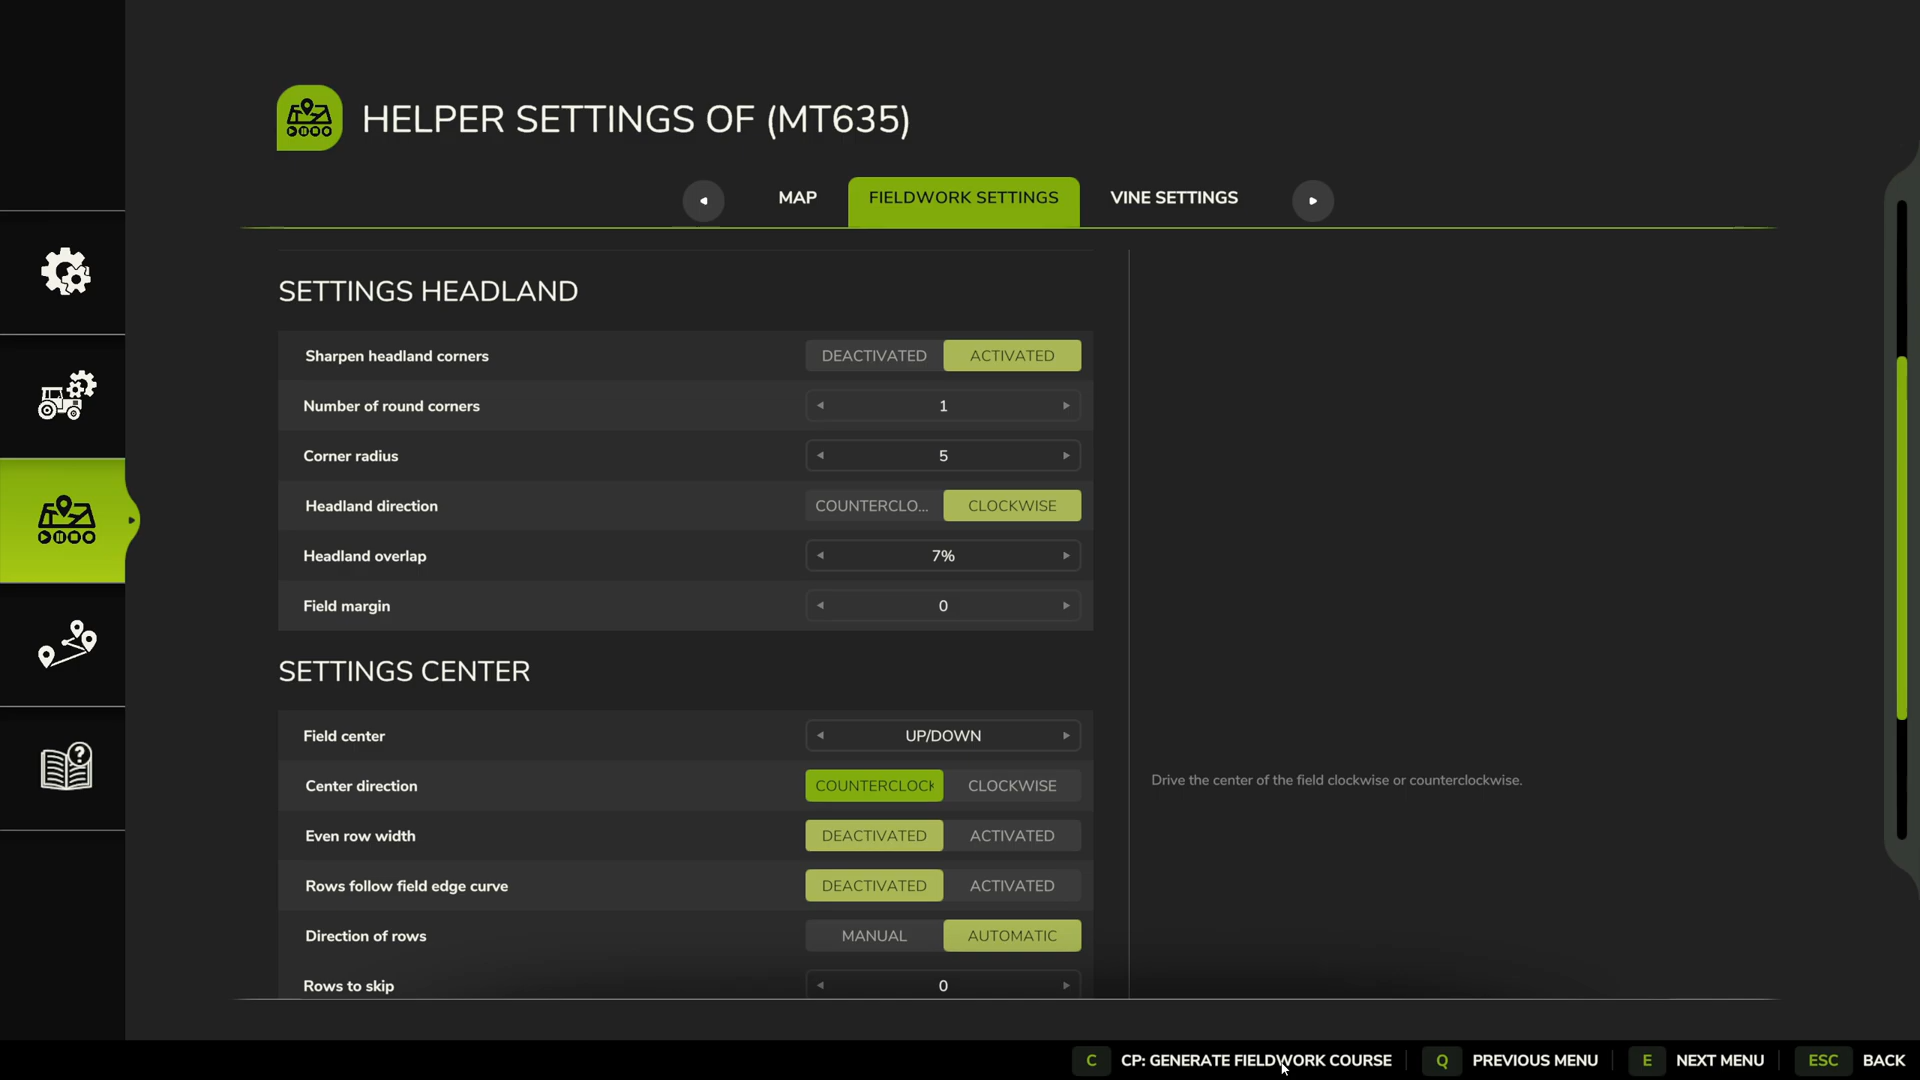 HELPER SETTINGS OF (MT635)
MAP FIELDWORK SETTINGS VINE SETTINGS
SETTINGS HEADLAND
Sharpen headland corners DEACTIVATED ACTIVATED
Number of round corners 1
Corner radius 5
Headland direction COUNTERCLO... CLOCKWISE
Headland overlap 7%
Field margin 0
SETTINGS CENTER
Field center UP/DOWN
Center direction COUNTERCLOCK CLOCKWISE
Drive the center of the field clockwise or counterclockwise.
Even row width DEACTIVATED ACTIVATED
Rows follow field edge curve DEACTIVATED ACTIVATED
Direction of rows MANUAL AUTOMATIC
Rows to skip 0
C CP: GENERATE FIELDWORK COURSE Q PREVIOUS MENU E NEXT MENU ESC BACK